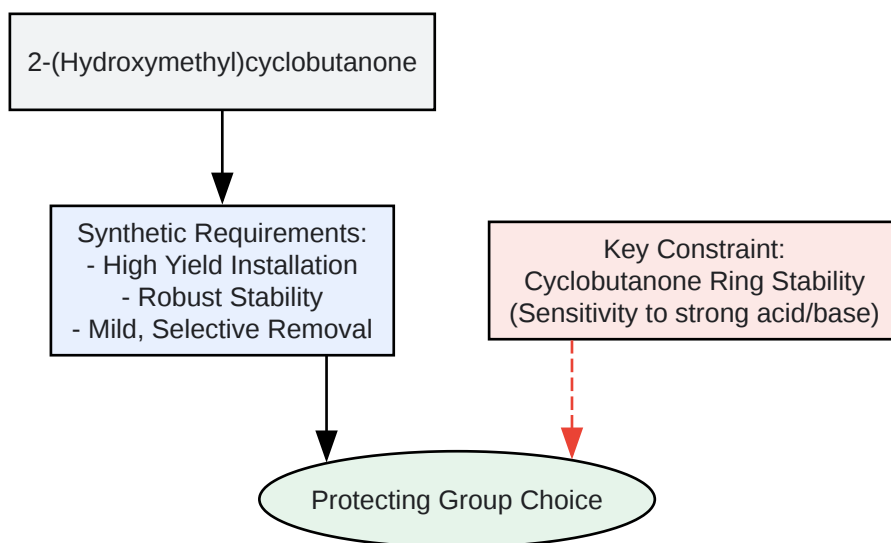 2-(Hydroxymethyl)cyclobutanone
Synthetic Requirements:
- High Yield Installation
- Robust Stability
- Mild, Selective Removal
Key Constraint:
Cyclobutanone Ring Stability
(Sensitivity to strong acid/base)
Protecting Group Choice